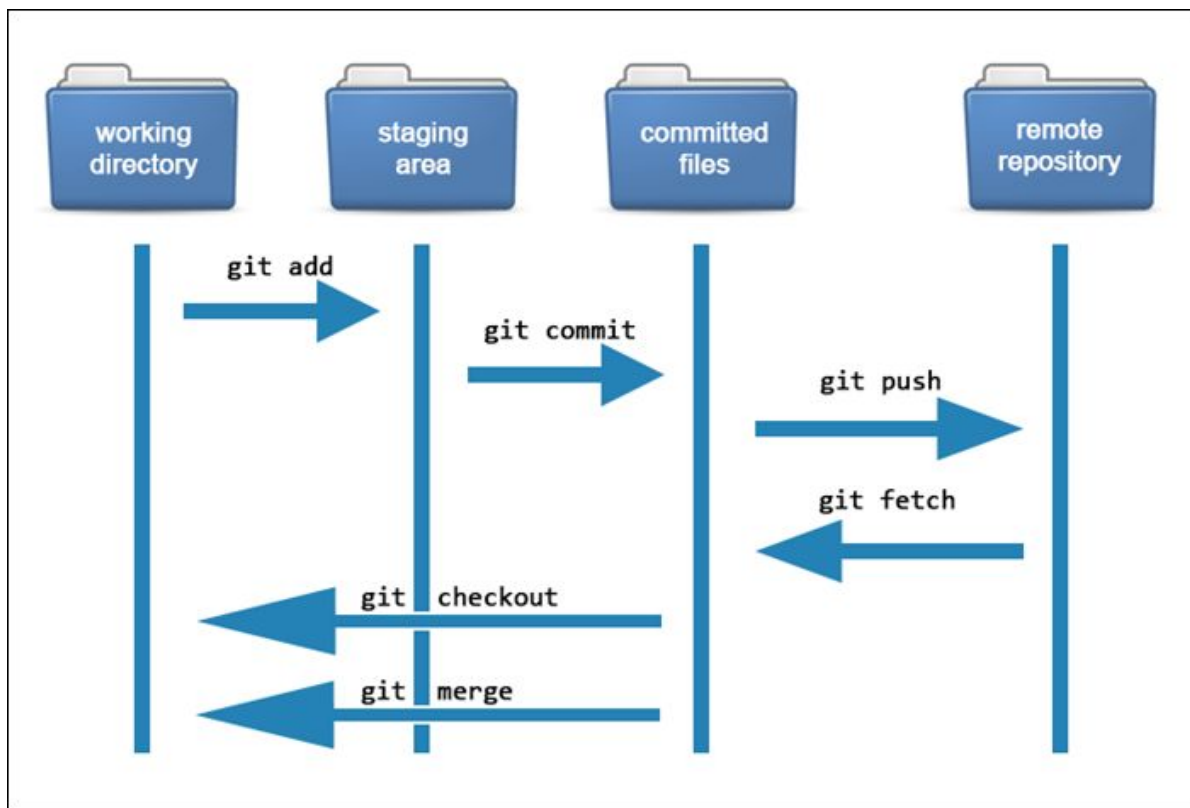 working
directory
staging
area
committed
files
remote
repository
git add
git commit
git push
git fetch
git checkout
git merge